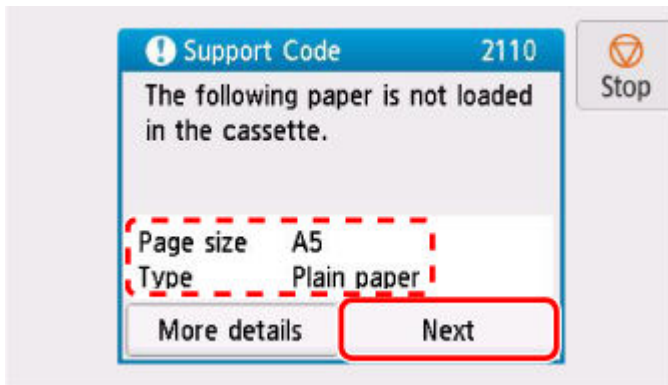 Support Code 2110
Stop
The following paper is not loaded
in the cassette.
Page size A5
Type Plain paper
More details Next